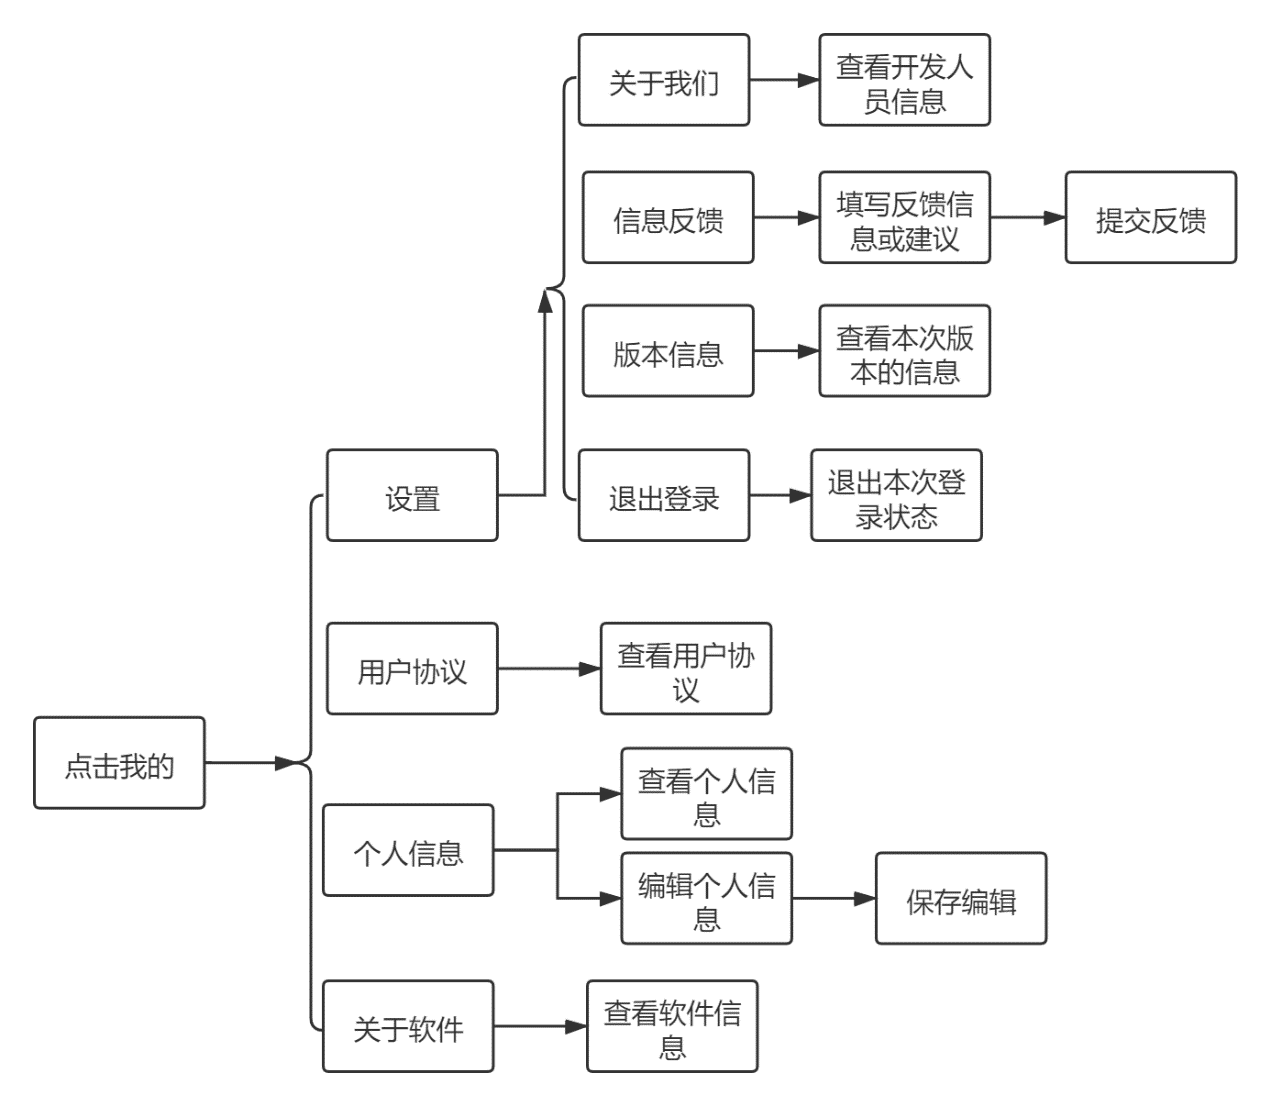 关于我们
查看开发人
员信息
信息反馈
填写反馈信
息或建议
提交反馈
版本信息
查看本次版
本的信息
设置
退出登录
退出本次登
录状态
用户协议
查看用户协
议
点击我的
个人信息
查看个人信
息
编辑个人信
息
保存编辑
关于软件
查看软件信
息